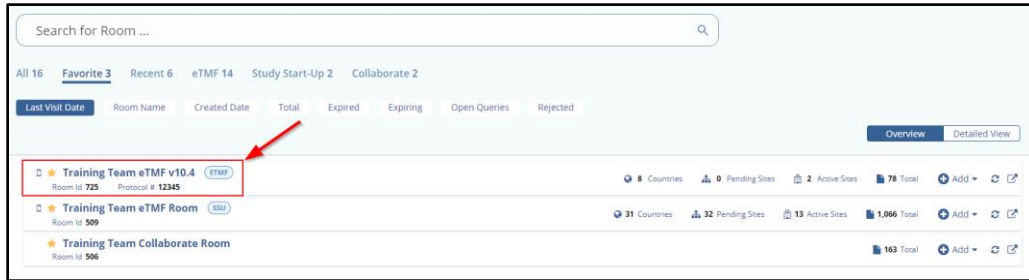 Search for Room ...
All 16 Favorite 3 Recent 6 eTMF 14 Study Start-Up 2 Collaborate 2
Last Visit Date Room Name Created Date Total Expired Expiring Open Queries Rejected
Overview Detailed View
Training Team eTMF v10.4 ETMF
Room Id 725 Protocol # 12345
8 Countries 0 Pending Sites 2 Active Sites 78 Total Add
Training Team eTMF Room SSU
Room Id 509
31 Countries 32 Pending Sites 13 Active Sites 1,066 Total Add
Training Team Collaborate Room
Room Id 506
163 Total Add